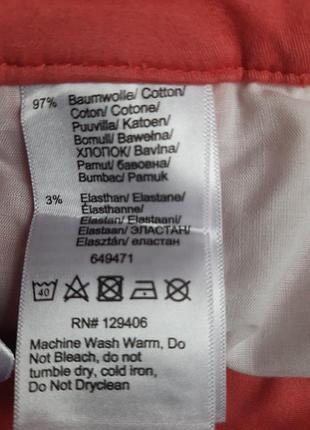 97% Baumwolle/ Cotton/
Coton/ Cotone/
Puuvilla/ Katoen/
Bomull/ Bawełna/
ХЛОПОК/ Bavlna/
Pamut/ бавовна/
Bumbac/ Pamuk
3% Elasthan/ Elastane/
Élasthanne/
Elastan/ Elastaani/
Elastaan/ ЭЛАСТАН/
Elasztán/ еластан
649471
40
RN# 129406
Machine Wash Warm, Do
Not Bleach, do not
tumble dry, cold iron,
Do Not Dryclean